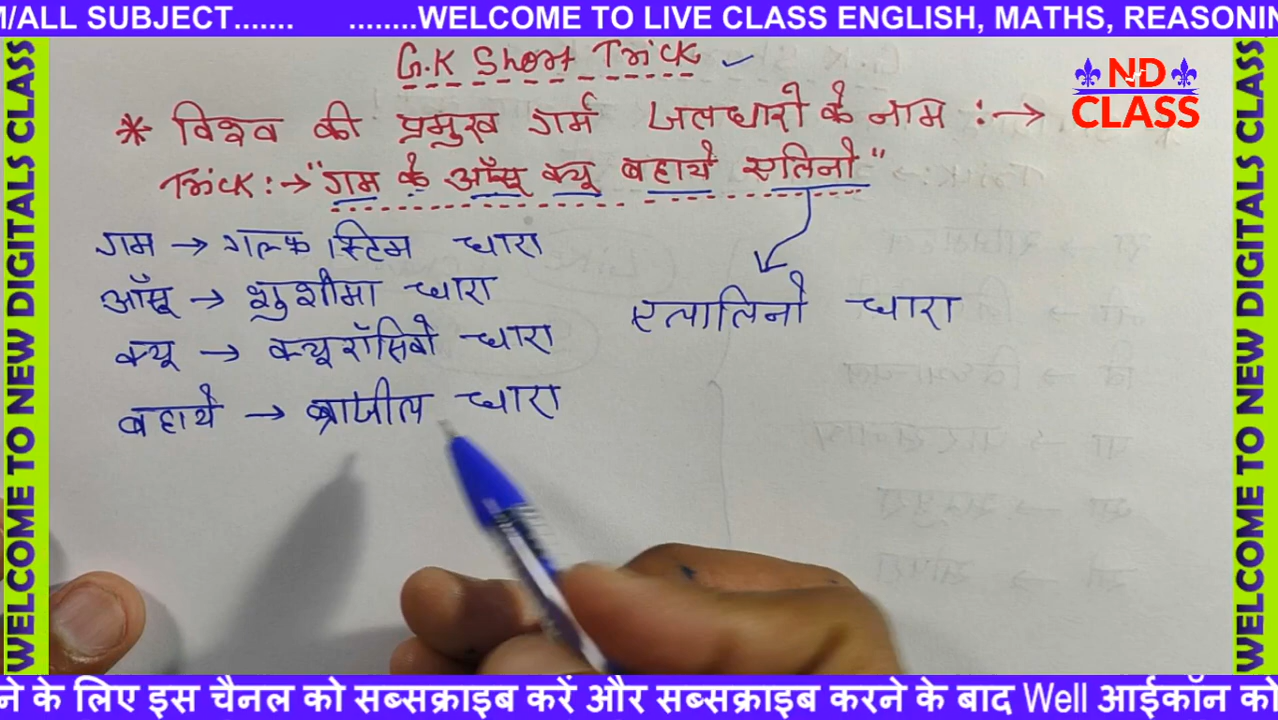 M/ALL SUBJECT....... ........WELCOME TO LIVE CLASS ENGLISH, MATHS, REASONIN
G.K Short Trick
ND
CLASS
* विश्व की प्रमुख गर्म जलधारो के नाम :→
Trick :→ "गम के आँसू क्यू बहाये एलिनो"
गम → गल्फ स्टिम धारा
आँसू → शुशीमा धारा
क्यू → क्यूरॉसिवो धारा
बहाये → ब्राजील धारा
एलालिनो धारा
WELCOME TO NEW DIGITALS CLASS
WELCOME TO NEW DIGITALS CLASS
ने के लिए इस चैनल को सब्सक्राइब करें और सब्सक्राइब करने के बाद Well आईकॉन को